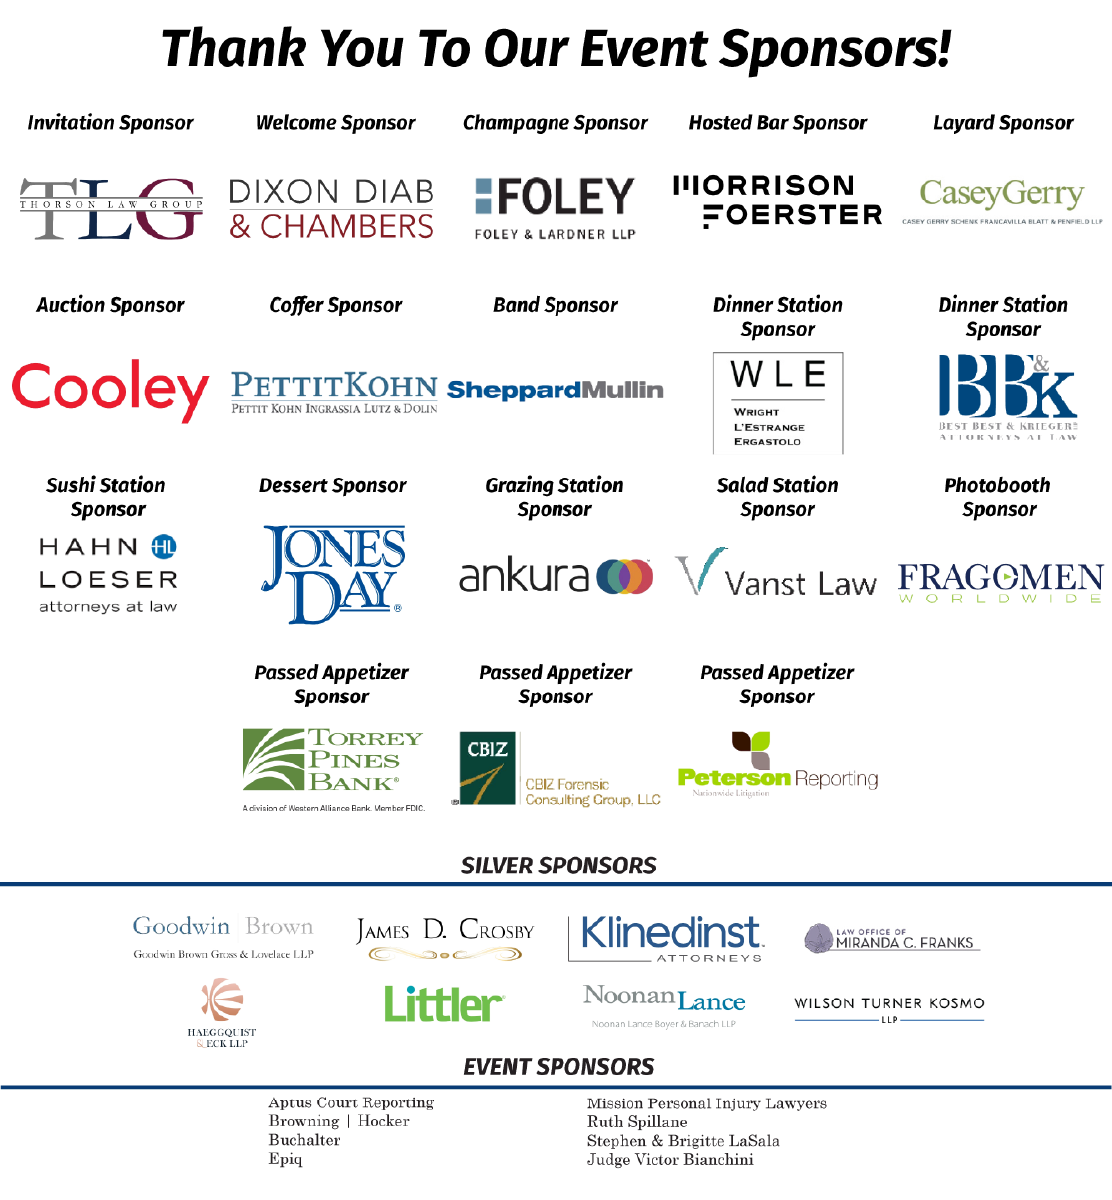 Thank You To Our Event Sponsors!
Invitation Sponsor
TLG
THORSON LAW GROUP
Welcome Sponsor
DIXON DIAB
& CHAMBERS
Champagne Sponsor
FOLEY
FOLEY & LARDNER LLP
Hosted Bar Sponsor
MORRISON
FOERSTER
Layard Sponsor
CaseyGerry
CASEY GERRY SCHENK FRANCAVILLA BLATT & PENFIELD LLP
Auction Sponsor
Cooley
Coffer Sponsor
PETTITKOHN
PETTIT KOHN INGRASSIA LUTZ & DOLIN
Band Sponsor
SheppardMullin
Dinner Station
Sponsor
WLE
WRIGHT
L'ESTRANGE
ERGASTOLO
Dinner Station
Sponsor
BB&K
BEST BEST & KRIEGER
ATTORNEYS AT LAW
Sushi Station
Sponsor
HAHN HL
LOESER
attorneys at law
Dessert Sponsor
JONES
DAY®
Grazing Station
Sponsor
ankura
Salad Station
Sponsor
V Vanst Law
Photobooth
Sponsor
FRAGOMEN
WORLDWIDE
Passed Appetizer
Sponsor
TORREY
PINES
BANK®
A division of Western Alliance Bank. Member FDIC.
Passed Appetizer
Sponsor
CBIZ
CBIZ Forensic
Consulting Group, LLC
Passed Appetizer
Sponsor
Peterson Reporting
Nationwide Litigation
SILVER SPONSORS
Goodwin | Brown
Goodwin Brown Gross & Lovelace LLP
JAMES D. CROSBY
Klinedinst
ATTORNEYS
LAW OFFICE OF
MIRANDA C. FRANKS
HAEGGQUIST
& ECK LLP
Littler
Noonan Lance
Noonan Lance Boyer & Banach LLP
WILSON TURNER KOSMO
LLP
EVENT SPONSORS
Aptus Court Reporting
Browning | Hocker
Buchalter
Epiq
Mission Personal Injury Lawyers
Ruth Spillane
Stephen & Brigitte LaSala
Judge Victor Bianchini